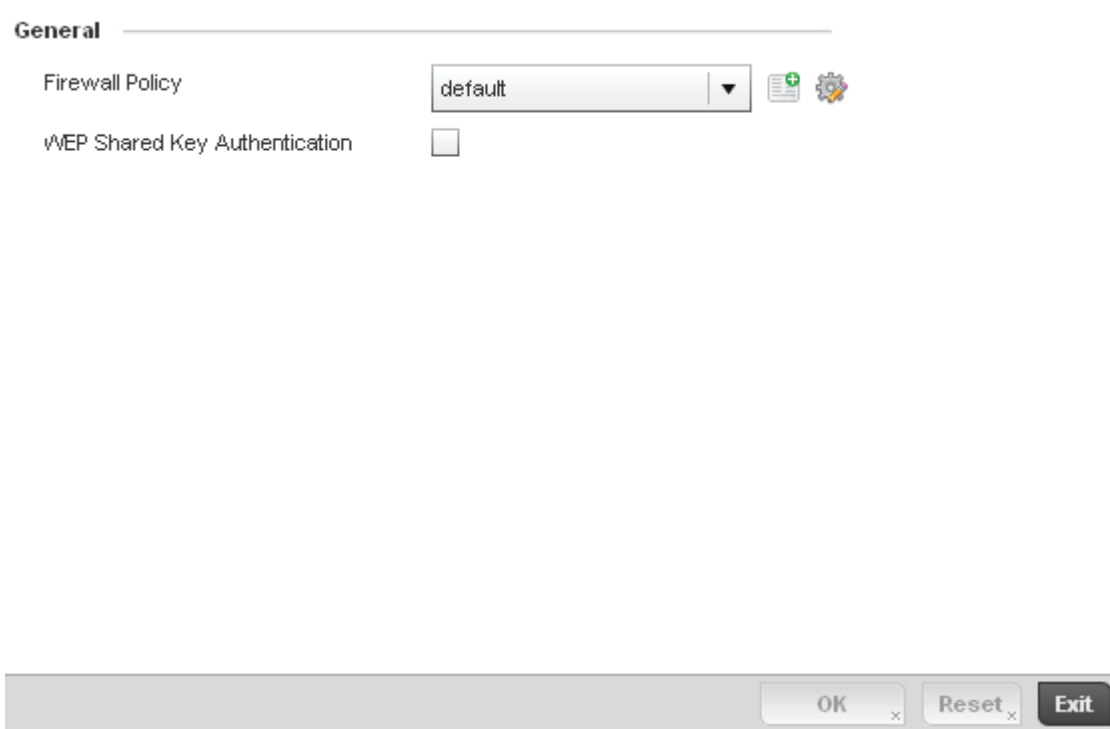 General
Firewall Policy
default
WEP Shared Key Authentication
OK
Reset
Exit